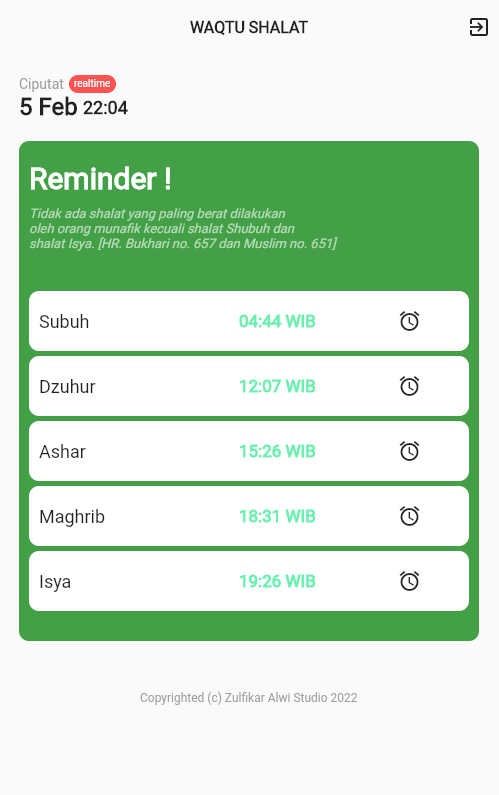 WAQTU SHALAT
Ciputat realtime
5 Feb 22:04
Reminder !
Tidak ada shalat yang paling berat dilakukan
oleh orang munafik kecuali shalat Shubuh dan
shalat Isya. [HR. Bukhari no. 657 dan Muslim no. 651]
Subuh 04:44 WIB
Dzuhur 12:07 WIB
Ashar 15:26 WIB
Maghrib 18:31 WIB
Isya 19:26 WIB
Copyrighted (c) Zulfikar Alwi Studio 2022